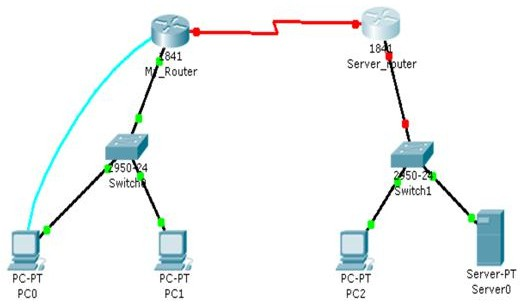 1841
My_Router
1841
Server_router
2950-24
Switch0
2950-24
Switch1
PC-PT
PC0
PC-PT
PC1
PC-PT
PC2
Server-PT
Server0